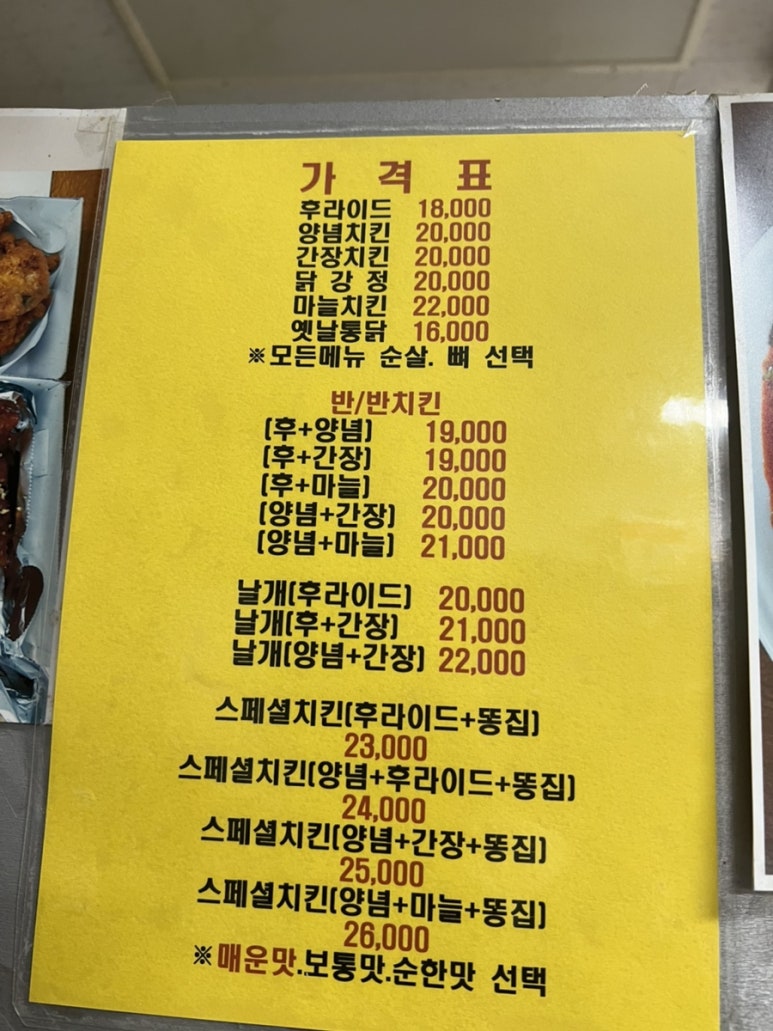 가 격 표
후라이드 18,000
양념치킨 20,000
간장치킨 20,000
닭 강 정 20,000
마늘치킨 22,000
옛날통닭 16,000
※모든메뉴 순살. 뼈 선택
반/반치킨
(후+양념) 19,000
(후+간장) 19,000
(후+마늘) 20,000
(양념+간장) 20,000
(양념+마늘) 21,000
날개(후라이드) 20,000
날개(후+간장) 21,000
날개(양념+간장) 22,000
스페셜치킨(후라이드+똥집)
23,000
스페셜치킨(양념+후라이드+똥집)
24,000
스페셜치킨(양념+간장+똥집)
25,000
스페셜치킨(양념+마늘+똥집)
26,000
※매운맛.보통맛.순한맛 선택